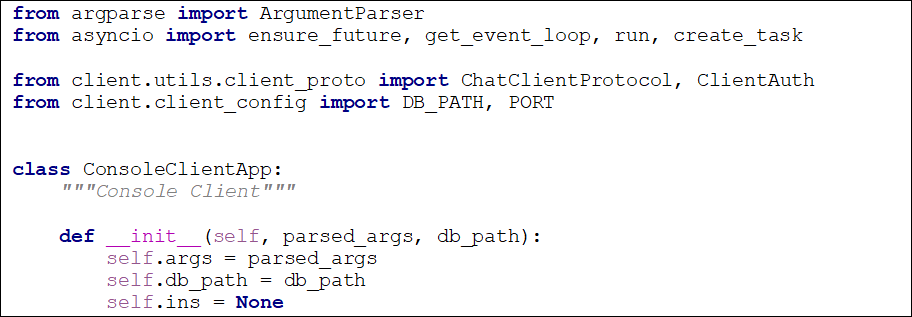 from argparse import ArgumentParser
from asyncio import ensure_future, get_event_loop, run, create_task

from client.utils.client_proto import ChatClientProtocol, ClientAuth
from client.client_config import DB_PATH, PORT


class ConsoleClientApp:
    """Console Client"""

    def __init__(self, parsed_args, db_path):
        self.args = parsed_args
        self.db_path = db_path
        self.ins = None